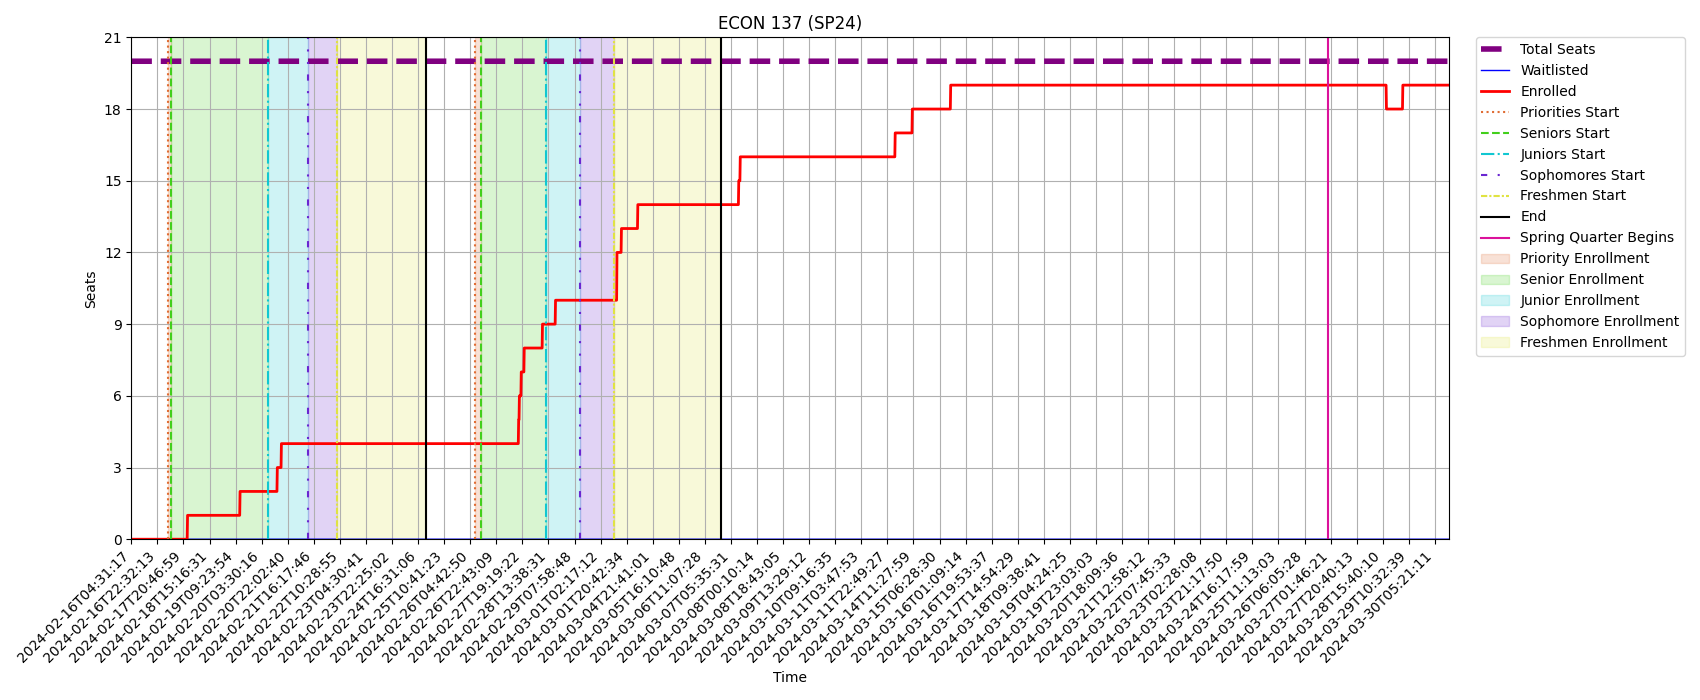 ECON 137 (SP24)
Seats
21
18
15
12
9
6
3
0
2024-02-16T04:31:17
2024-02-16T22:32:13
2024-02-17T20:46:59
2024-02-18T15:16:31
2024-02-19T09:23:54
2024-02-20T03:30:16
2024-02-20T22:02:40
2024-02-21T16:17:46
2024-02-22T10:28:55
2024-02-23T04:30:41
2024-02-23T22:25:02
2024-02-24T16:31:06
2024-02-25T10:41:23
2024-02-26T04:42:50
2024-02-26T22:43:09
2024-02-27T19:19:22
2024-02-28T13:38:31
2024-02-29T07:58:48
2024-03-01T02:17:12
2024-03-01T20:42:34
2024-03-04T21:41:01
2024-03-05T16:10:48
2024-03-06T11:07:28
2024-03-07T05:35:31
2024-03-08T00:10:14
2024-03-08T18:43:05
2024-03-09T13:29:12
2024-03-10T09:16:35
2024-03-11T03:47:53
2024-03-11T22:49:27
2024-03-14T11:27:59
2024-03-15T06:28:30
2024-03-16T01:09:14
2024-03-16T19:53:37
2024-03-17T14:54:29
2024-03-18T09:38:41
2024-03-19T04:24:25
2024-03-19T23:03:03
2024-03-20T18:09:36
2024-03-21T12:58:12
2024-03-22T07:45:33
2024-03-23T02:28:08
2024-03-23T21:17:50
2024-03-24T16:17:59
2024-03-25T11:13:03
2024-03-26T06:05:28
2024-03-27T01:46:21
2024-03-27T20:40:13
2024-03-28T15:40:10
2024-03-29T10:32:39
2024-03-30T05:21:11
Time
Total Seats
Waitlisted
Enrolled
Priorities Start
Seniors Start
Juniors Start
Sophomores Start
Freshmen Start
End
Spring Quarter Begins
Priority Enrollment
Senior Enrollment
Junior Enrollment
Sophomore Enrollment
Freshmen Enrollment